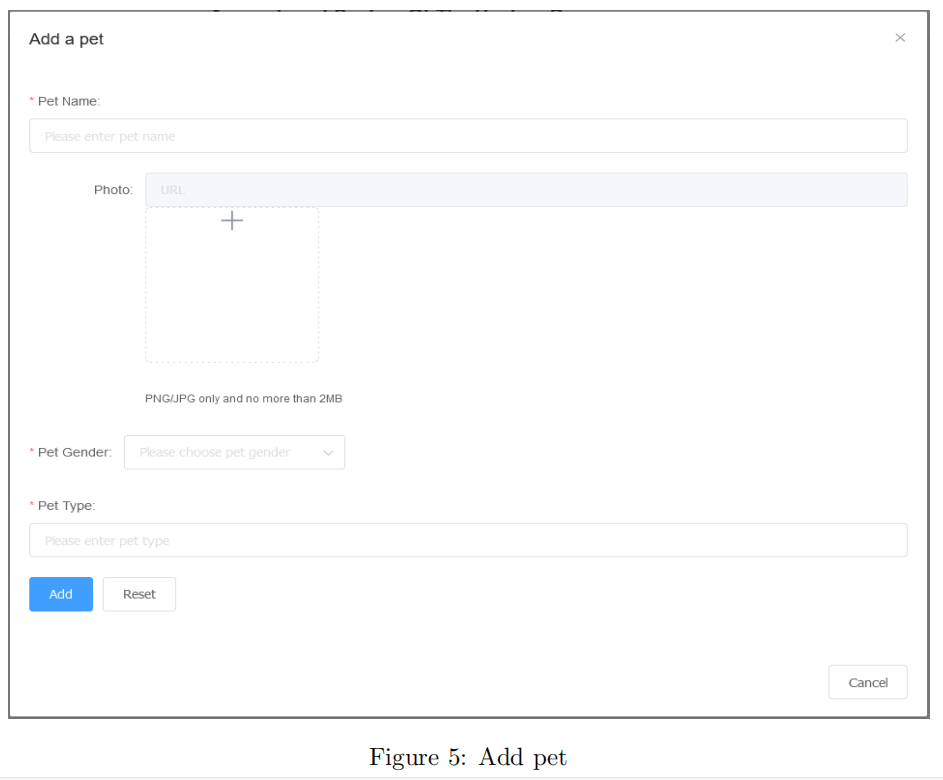 Add a pet
* Pet Name:
Please enter pet name
Photo: URL
PNG/JPG only and no more than 2MB
* Pet Gender: Please choose pet gender
* Pet Type:
Please enter pet type
Add Reset
Cancel
Figure 5: Add pet